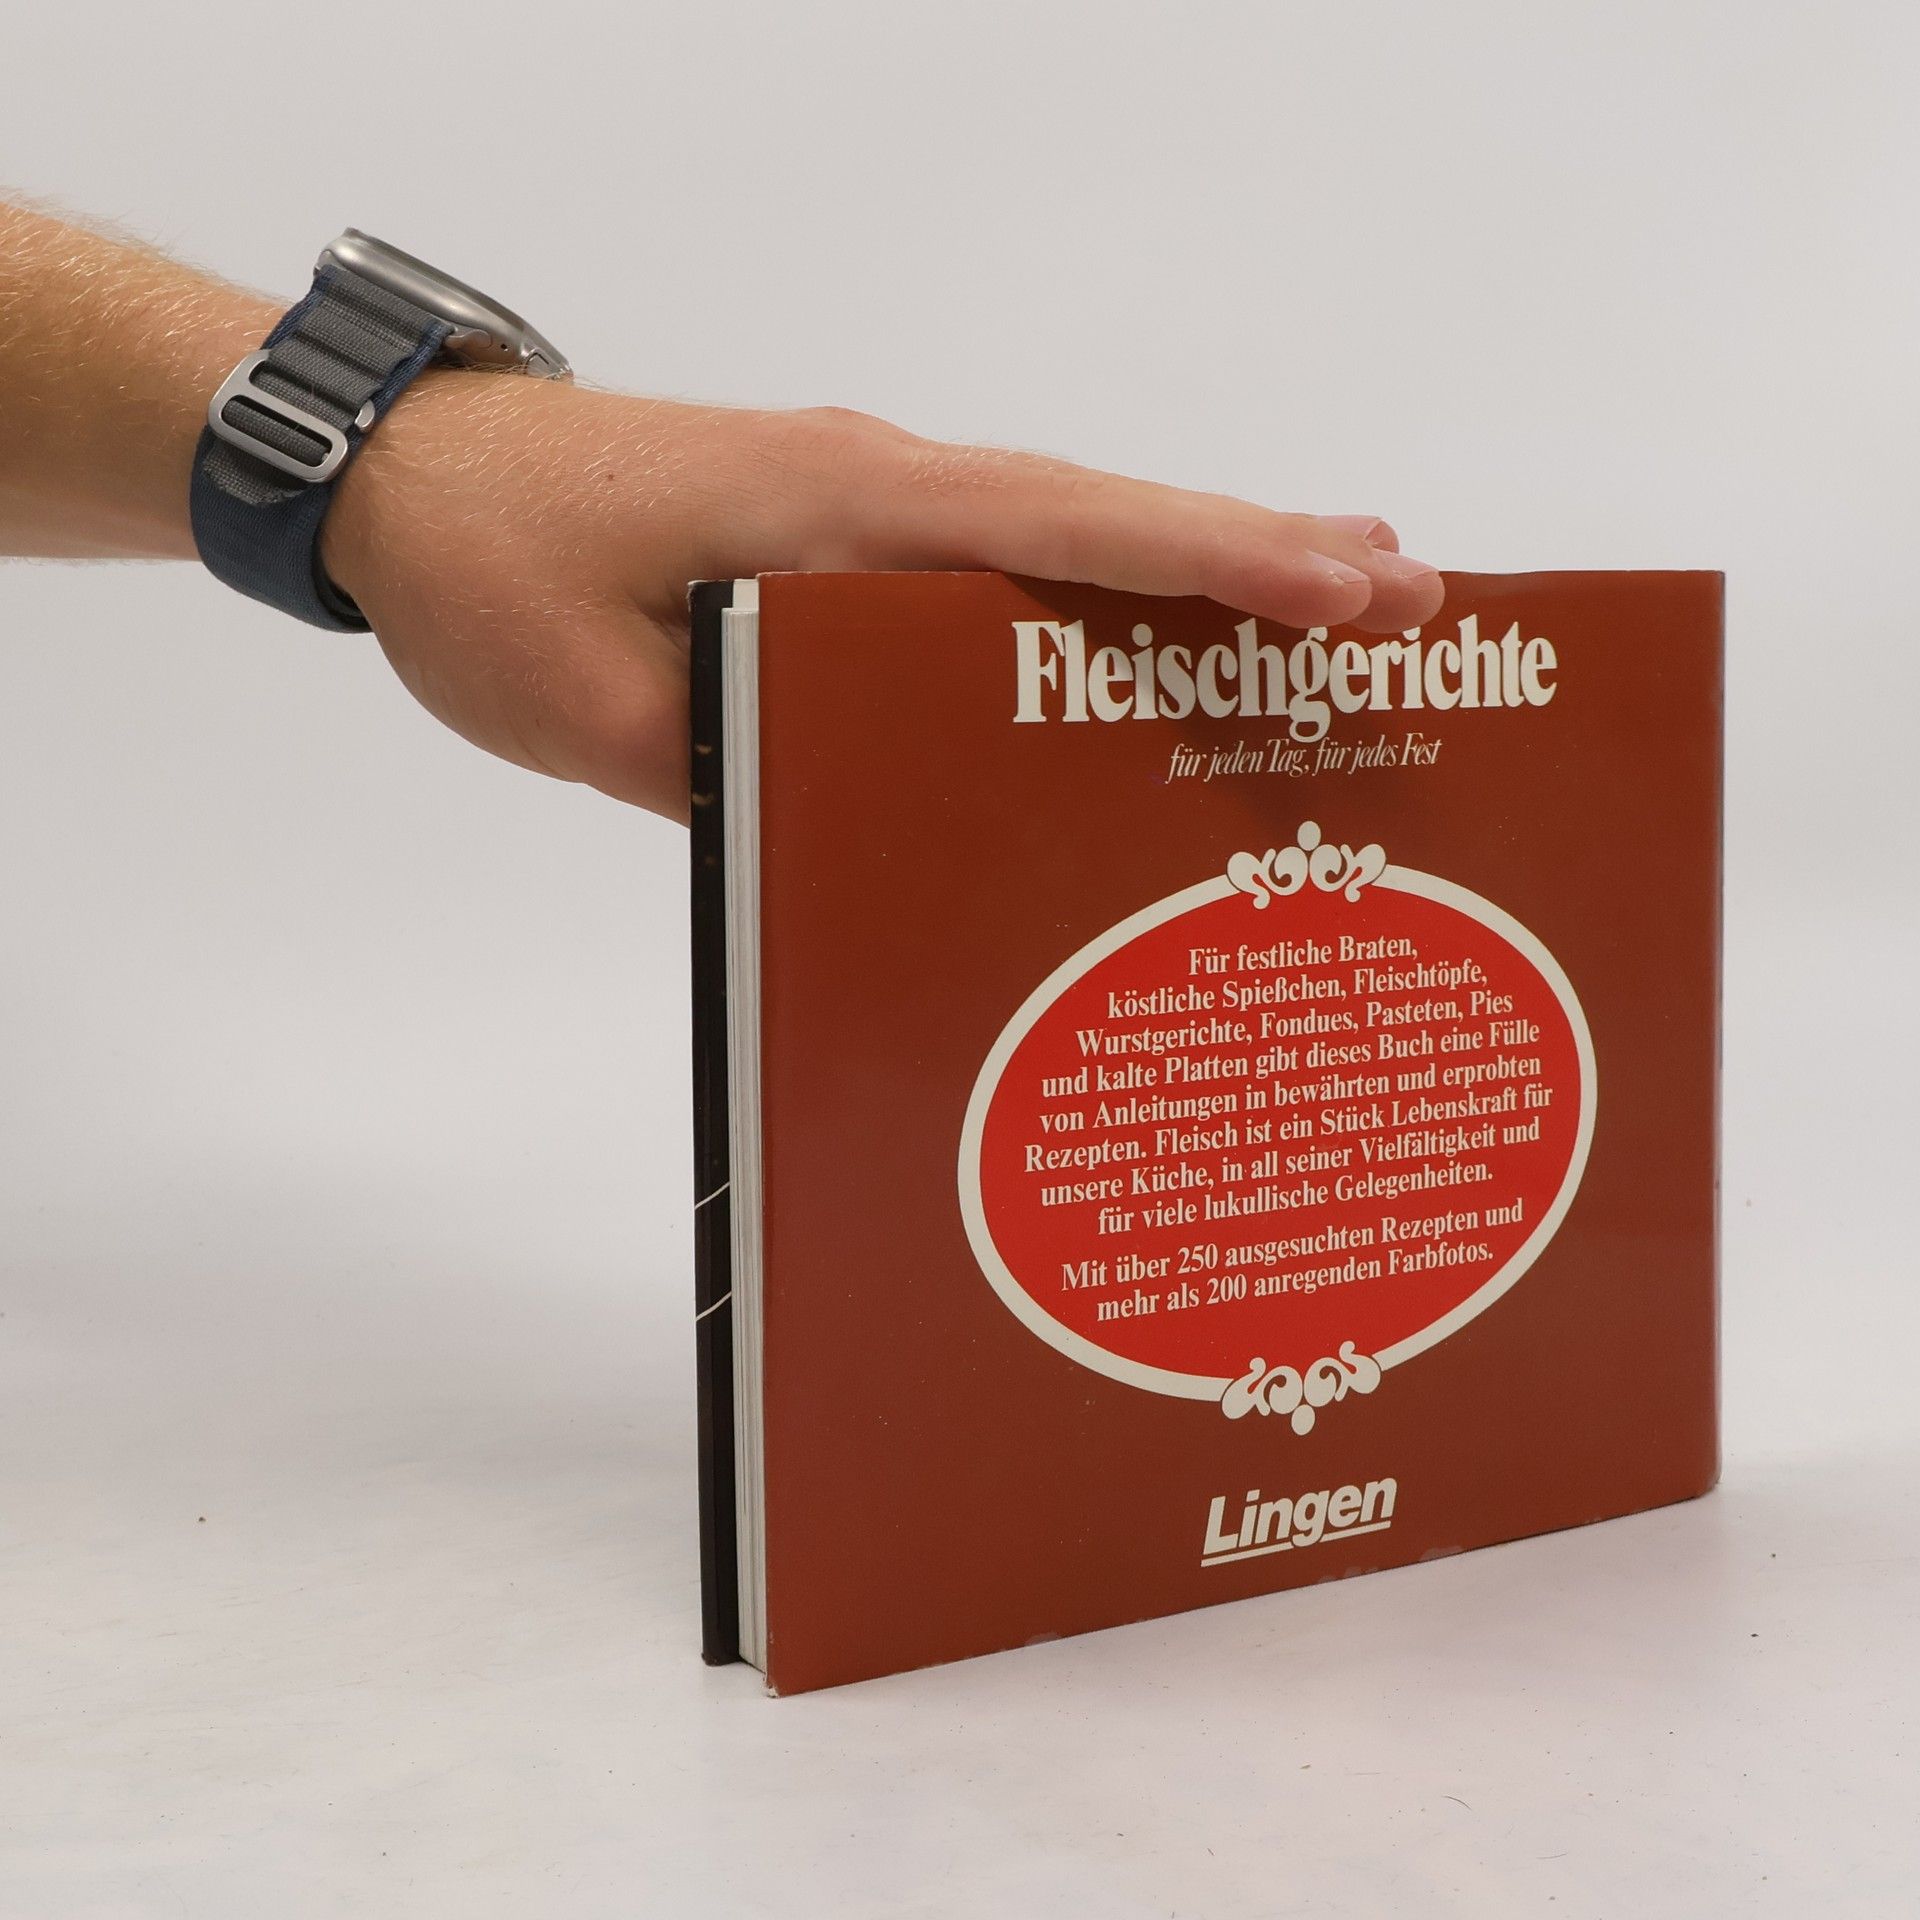 Fleischgerichte
für jeden Tag, für jedes Fest
Für festliche Braten,
köstliche Spießchen, Fleischtöpfe,
Wurstgerichte, Fondues, Pasteten, Pies
und kalte Platten gibt dieses Buch eine Fülle
von Anleitungen in bewährten und erprobten
Rezepten. Fleisch ist ein Stück Lebenskraft für
unsere Küche, in all seiner Vielfältigkeit und
für viele lukullische Gelegenheiten.
Mit über 250 ausgesuchten Rezepten und
mehr als 200 anregenden Farbfotos.
Lingen